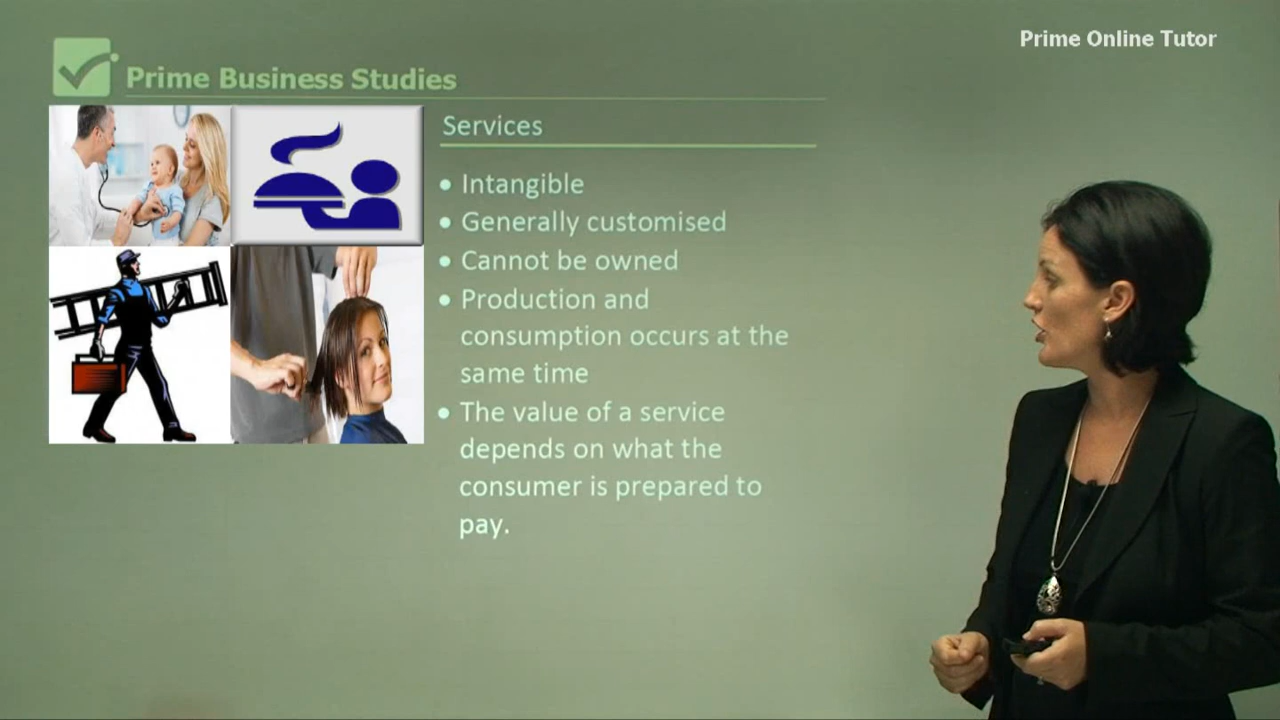 Prime Online Tutor
Prime Business Studies
Services
• Intangible
• Generally customised
• Cannot be owned
• Production and
consumption occurs at the
same time
• The value of a service
depends on what the
consumer is prepared to
pay.